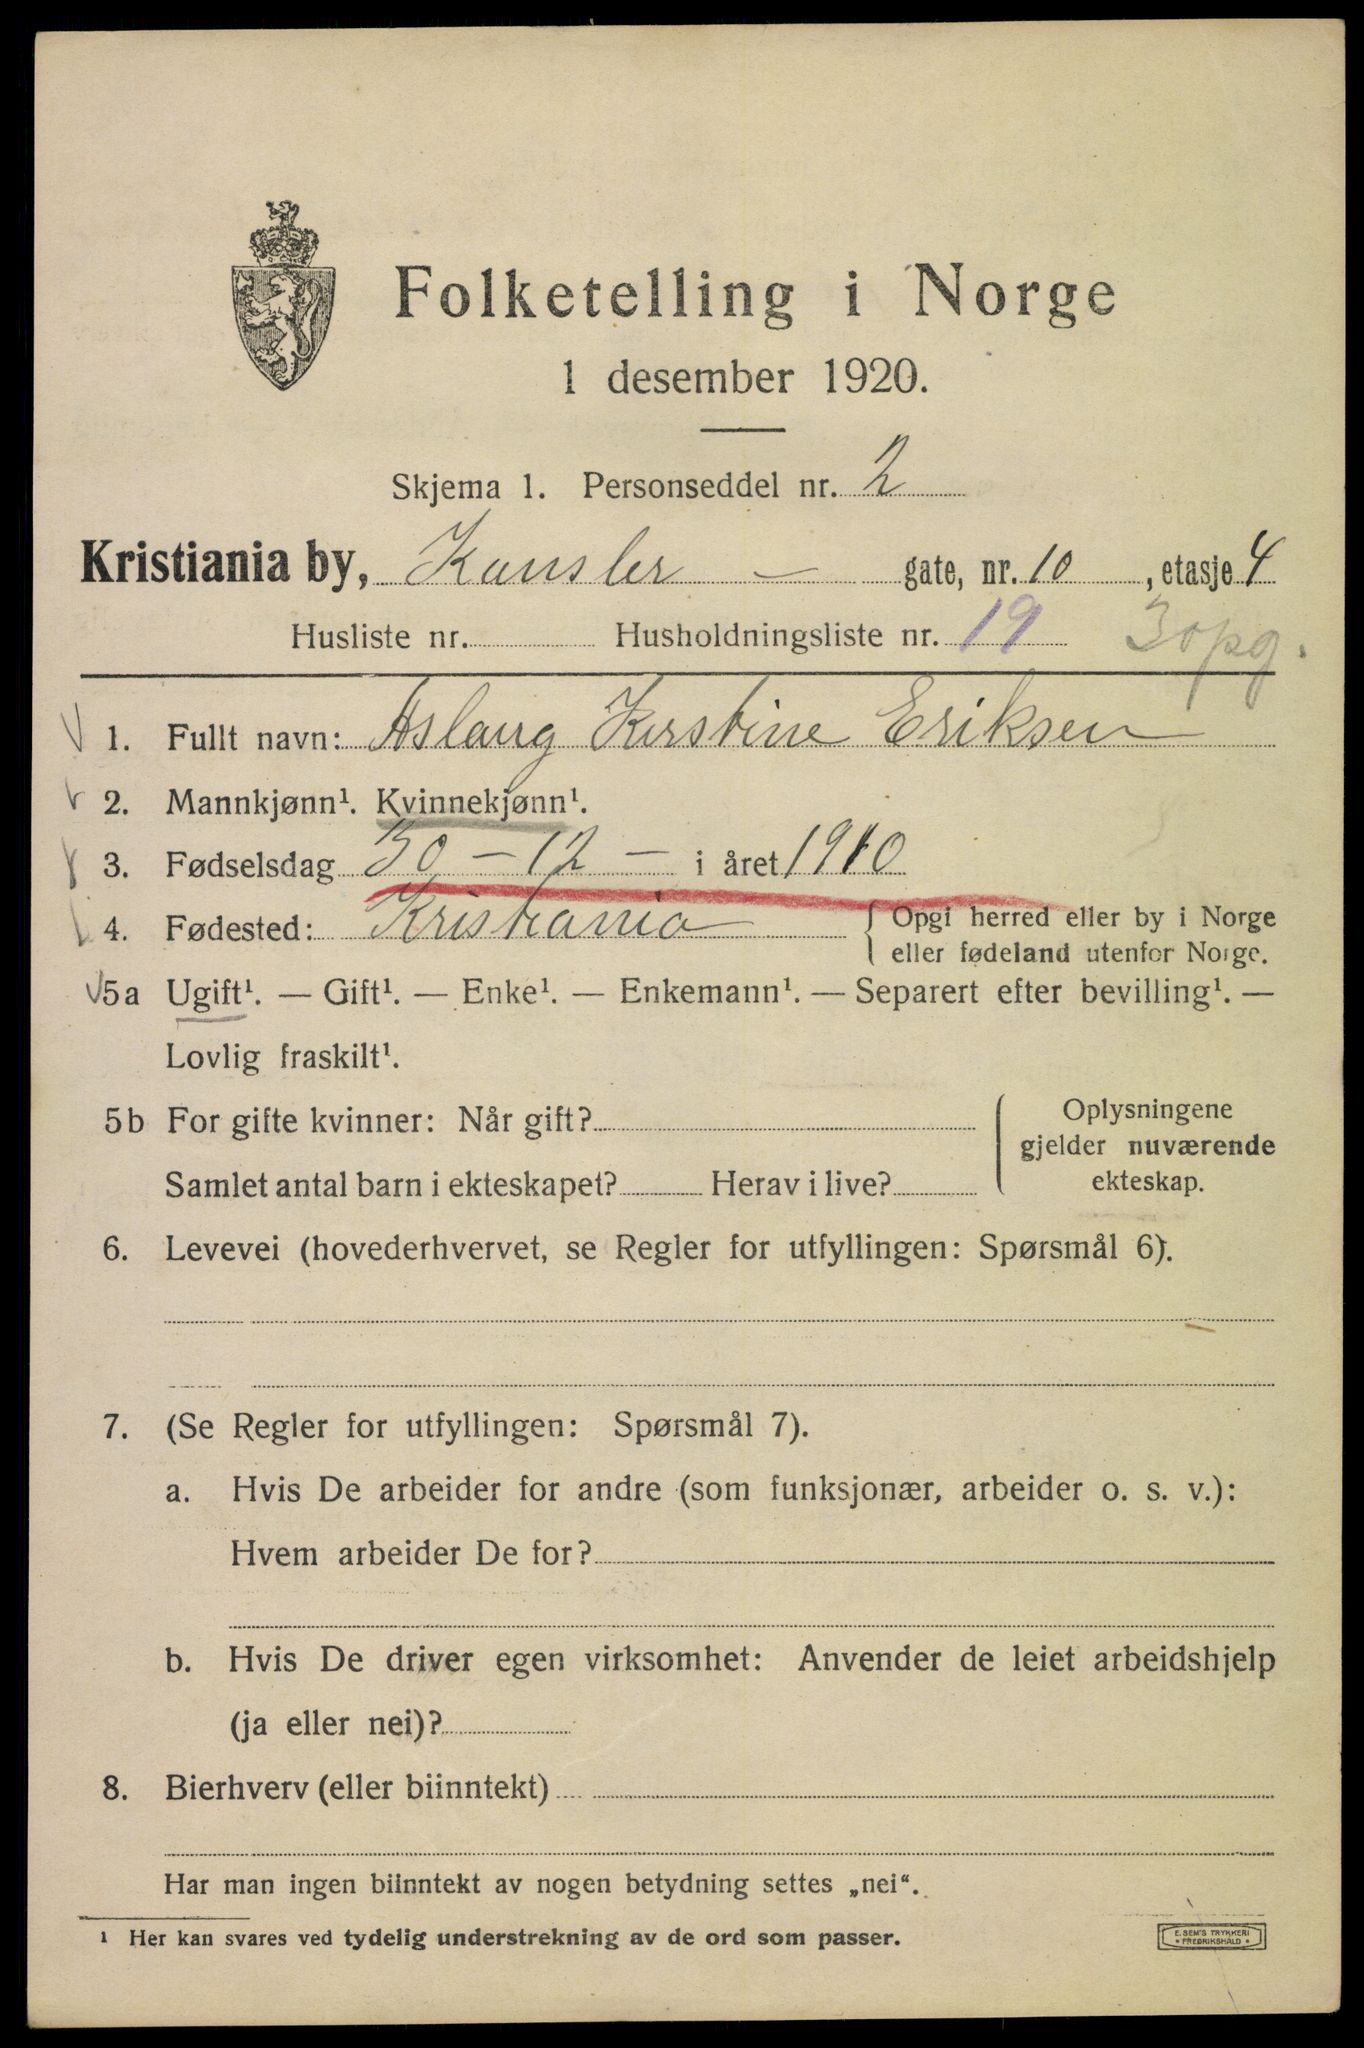 Folketelling i Norge
1 desember 1920.
Skjema 1. Personseddel nr. 2
Kristiania by, Kansler - gate, nr. 10, etasje 4
Husliste nr. Husholdningsliste nr. 19 3 opg.
1. Fullt navn: Aslaug Kirstine Eriksen
2. Mannkjønn¹. Kvinnekjønn¹.
3. Fødselsdag 30 - 12 - i året 1910
4. Fødested: Kristiania { Opgi herred eller by i Norge
eller fødeland utenfor Norge.
5a Ugift¹. — Gift¹. — Enke¹. — Enkemann¹. — Separert efter bevilling¹. —
Lovlig fraskilt¹.
5b For gifte kvinner: Når gift?
Samlet antal barn i ekteskapet? Herav i live?
Oplysningene
gjelder nuværende
ekteskap.
6. Levevei (hovederhvervet, se Regler for utfyllingen: Spørsmål 6).
7. (Se Regler for utfyllingen: Spørsmål 7).
a. Hvis De arbeider for andre (som funksjonær, arbeider o. s. v.):
Hvem arbeider De for?
b. Hvis De driver egen virksomhet: Anvender de leiet arbeidshjelp
(ja eller nei)?
8. Bierhverv (eller biinntekt)
Har man ingen biinntekt av nogen betydning settes „nei“.
¹ Her kan svares ved tydelig understrekning av de ord som passer.
E. SEM'S TRYKKERI
• FREDRIKSHALD •